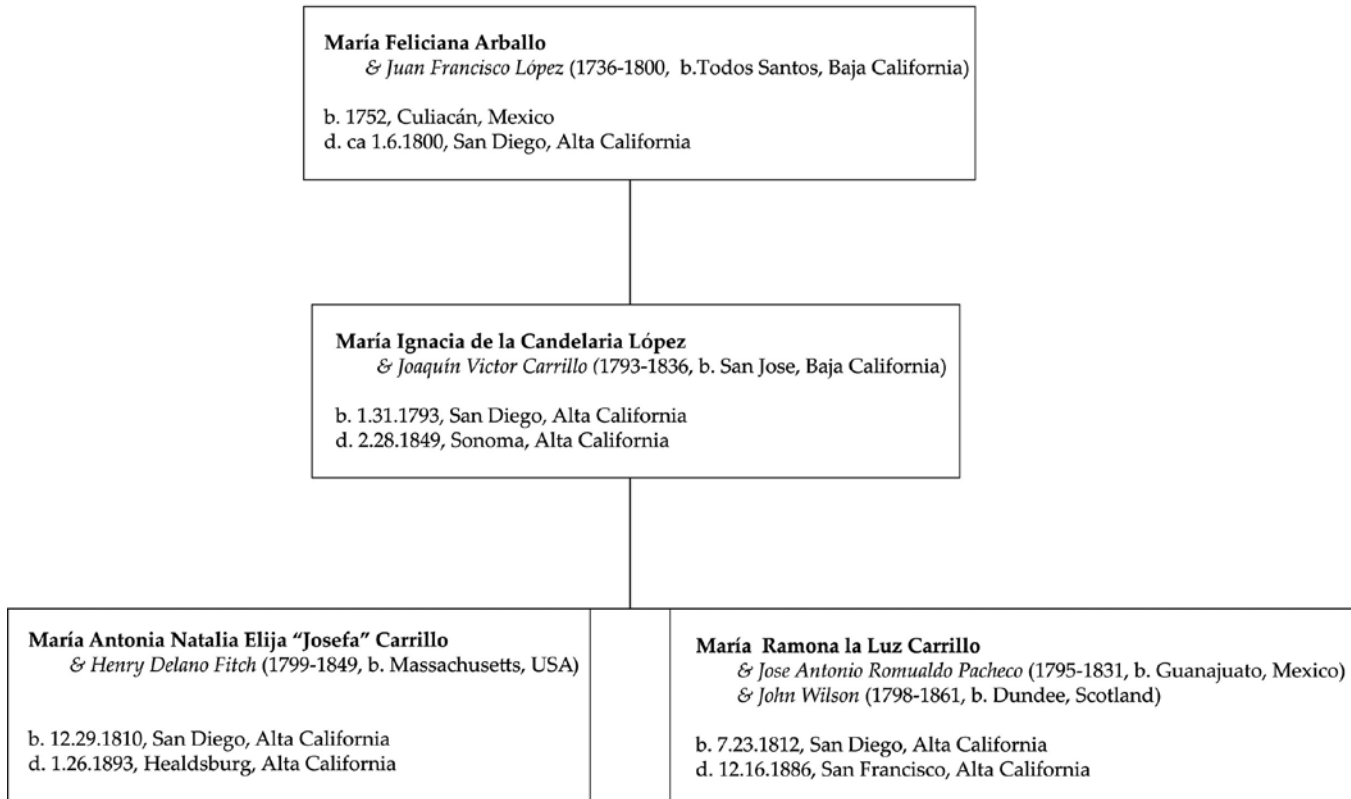 María Feliciana Arballo
& Juan Francisco López (1736-1800, b.Todos Santos, Baja California)
b. 1752, Culiacán, Mexico
d. ca 1.6.1800, San Diego, Alta California
María Ignacia de la Candelaria López
& Joaquín Victor Carrillo (1793-1836, b. San Jose, Baja California)
b. 1.31.1793, San Diego, Alta California
d. 2.28.1849, Sonoma, Alta California
María Antonia Natalia Elija “Josefa” Carrillo
& Henry Delano Fitch (1799-1849, b. Massachusetts, USA)
b. 12.29.1810, San Diego, Alta California
d. 1.26.1893, Healdsburg, Alta California
María Ramona la Luz Carrillo
& Jose Antonio Romualdo Pacheco (1795-1831, b. Guanajuato, Mexico)
& John Wilson (1798-1861, b. Dundee, Scotland)
b. 7.23.1812, San Diego, Alta California
d. 12.16.1886, San Francisco, Alta California